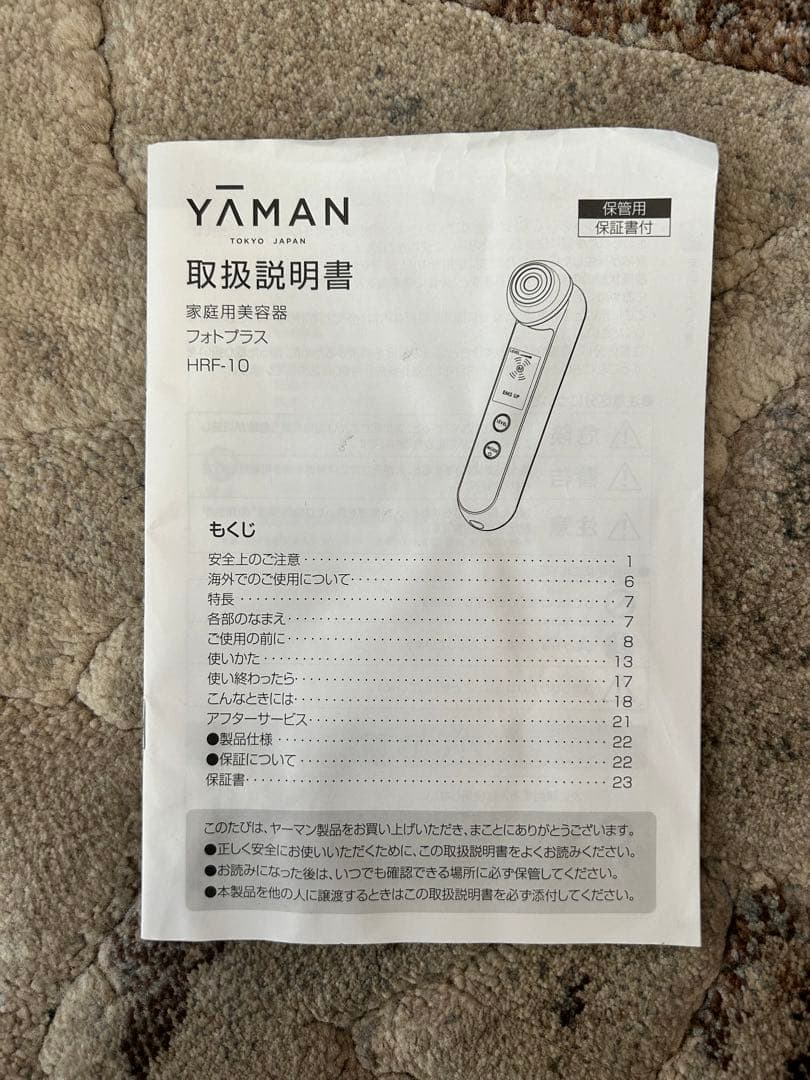 YAMAN
TOKYO JAPAN
保管用
保証書付
取扱説明書
家庭用美容器
フォトプラス
HRF-10
LEVEL
EMS UP
LEVEL
もくじ
安全上のご注意 1
海外でのご使用について 6
特長 7
各部のなまえ 7
ご使用の前に 8
使いかた 13
使い終わったら 17
こんなときには 18
アフターサービス 21
●製品仕様 22
●保証について 22
保証書 23
このたびは、ヤーマン製品をお買い上げいただき、まことにありがとうございます。
●正しく安全にお使いいただくために、この取扱説明書をよくお読みください。
●お読みになった後は、いつでも確認できる場所に必ず保管してください。
●本製品を他の人に譲渡するときはこの取扱説明書を必ず添付してください。